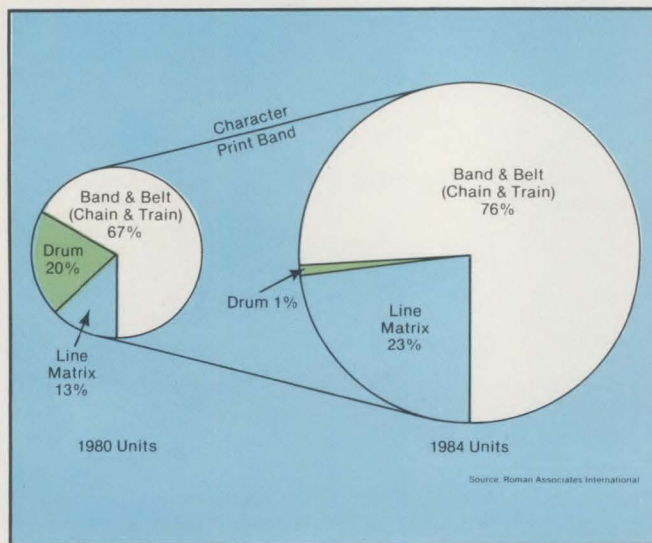 Character
Print Band
Band & Belt
(Chain & Train)
67%
Drum
20%
Line
Matrix
13%
1980 Units
Band & Belt
(Chain & Train)
76%
Drum 1%
Line
Matrix
23%
1984 Units
Source: Roman Associates International